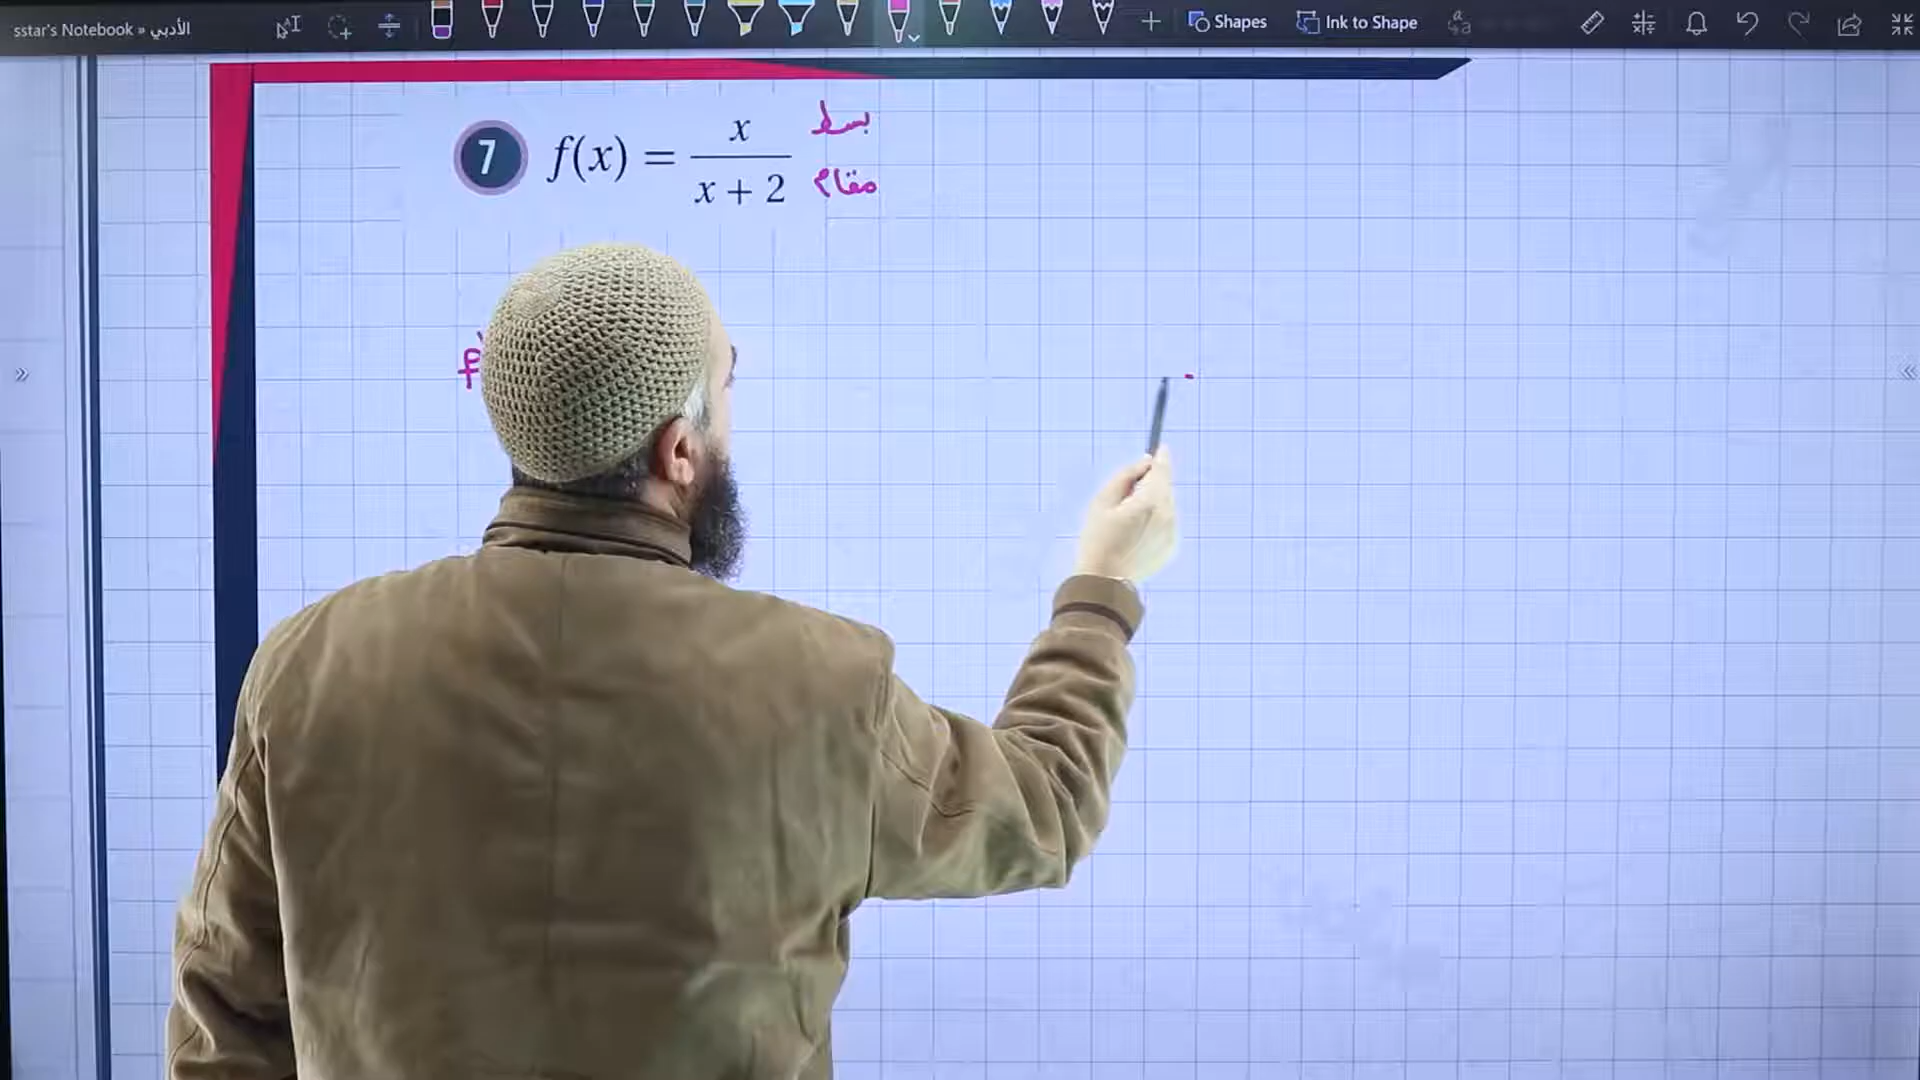 sstar's Notebook » الأدبي
Shapes
Ink to Shape
7 f(x) = x / x + 2
بسط
مقام
f'